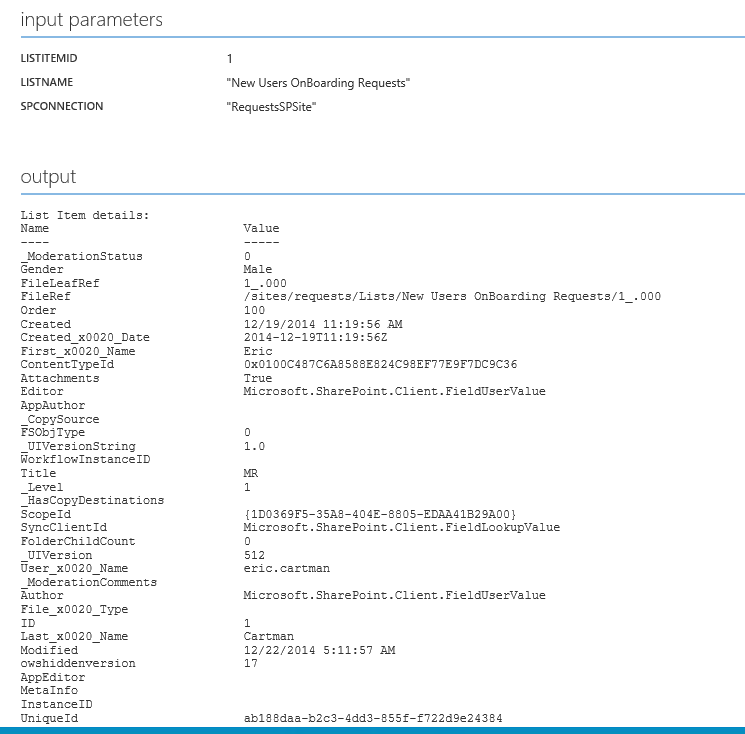 input parameters
LISTITEMID 1
LISTNAME "New Users OnBoarding Requests"
SPCONNECTION "RequestsSPSite"
output
List Item details:
Name Value
---- -----
_ModerationStatus 0
Gender Male
FileLeafRef 1_.000
FileRef /sites/requests/Lists/New Users OnBoarding Requests/1_.000
Order 100
Created 12/19/2014 11:19:56 AM
Created_x0020_Date 2014-12-19T11:19:56Z
First_x0020_Name Eric
ContentTypeId 0x0100C487C6A8588E824C98EF77E9F7DC9C36
Attachments True
Editor Microsoft.SharePoint.Client.FieldUserValue
AppAuthor
_CopySource
FSObjType 0
_UIVersionString 1.0
WorkflowInstanceID
Title MR
_Level 1
_HasCopyDestinations
ScopeId {1D0369F5-35A8-404E-8805-EDAA41B29A00}
SyncClientId Microsoft.SharePoint.Client.FieldLookupValue
FolderChildCount 0
_UIVersion 512
User_x0020_Name eric.cartman
_ModerationComments
Author Microsoft.SharePoint.Client.FieldUserValue
File_x0020_Type
ID 1
Last_x0020_Name Cartman
Modified 12/22/2014 5:11:57 AM
owshiddenversion 17
AppEditor
MetaInfo
InstanceID
UniqueId ab188daa-b2c3-4dd3-855f-f722d9e24384